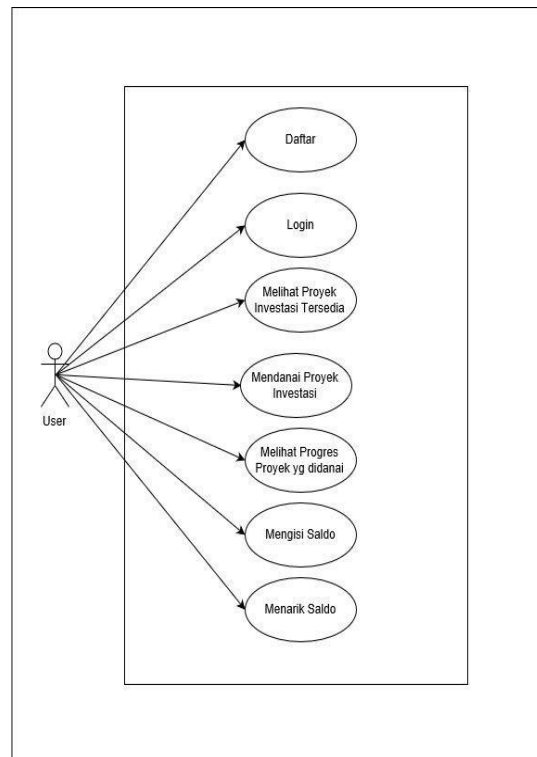 Daftar
Login
Melihat Proyek
Investasi Tersedia
Mendanai Proyek
Investasi
User
Melihat Progres
Proyek yg didanai
Mengisi Saldo
Menarik Saldo